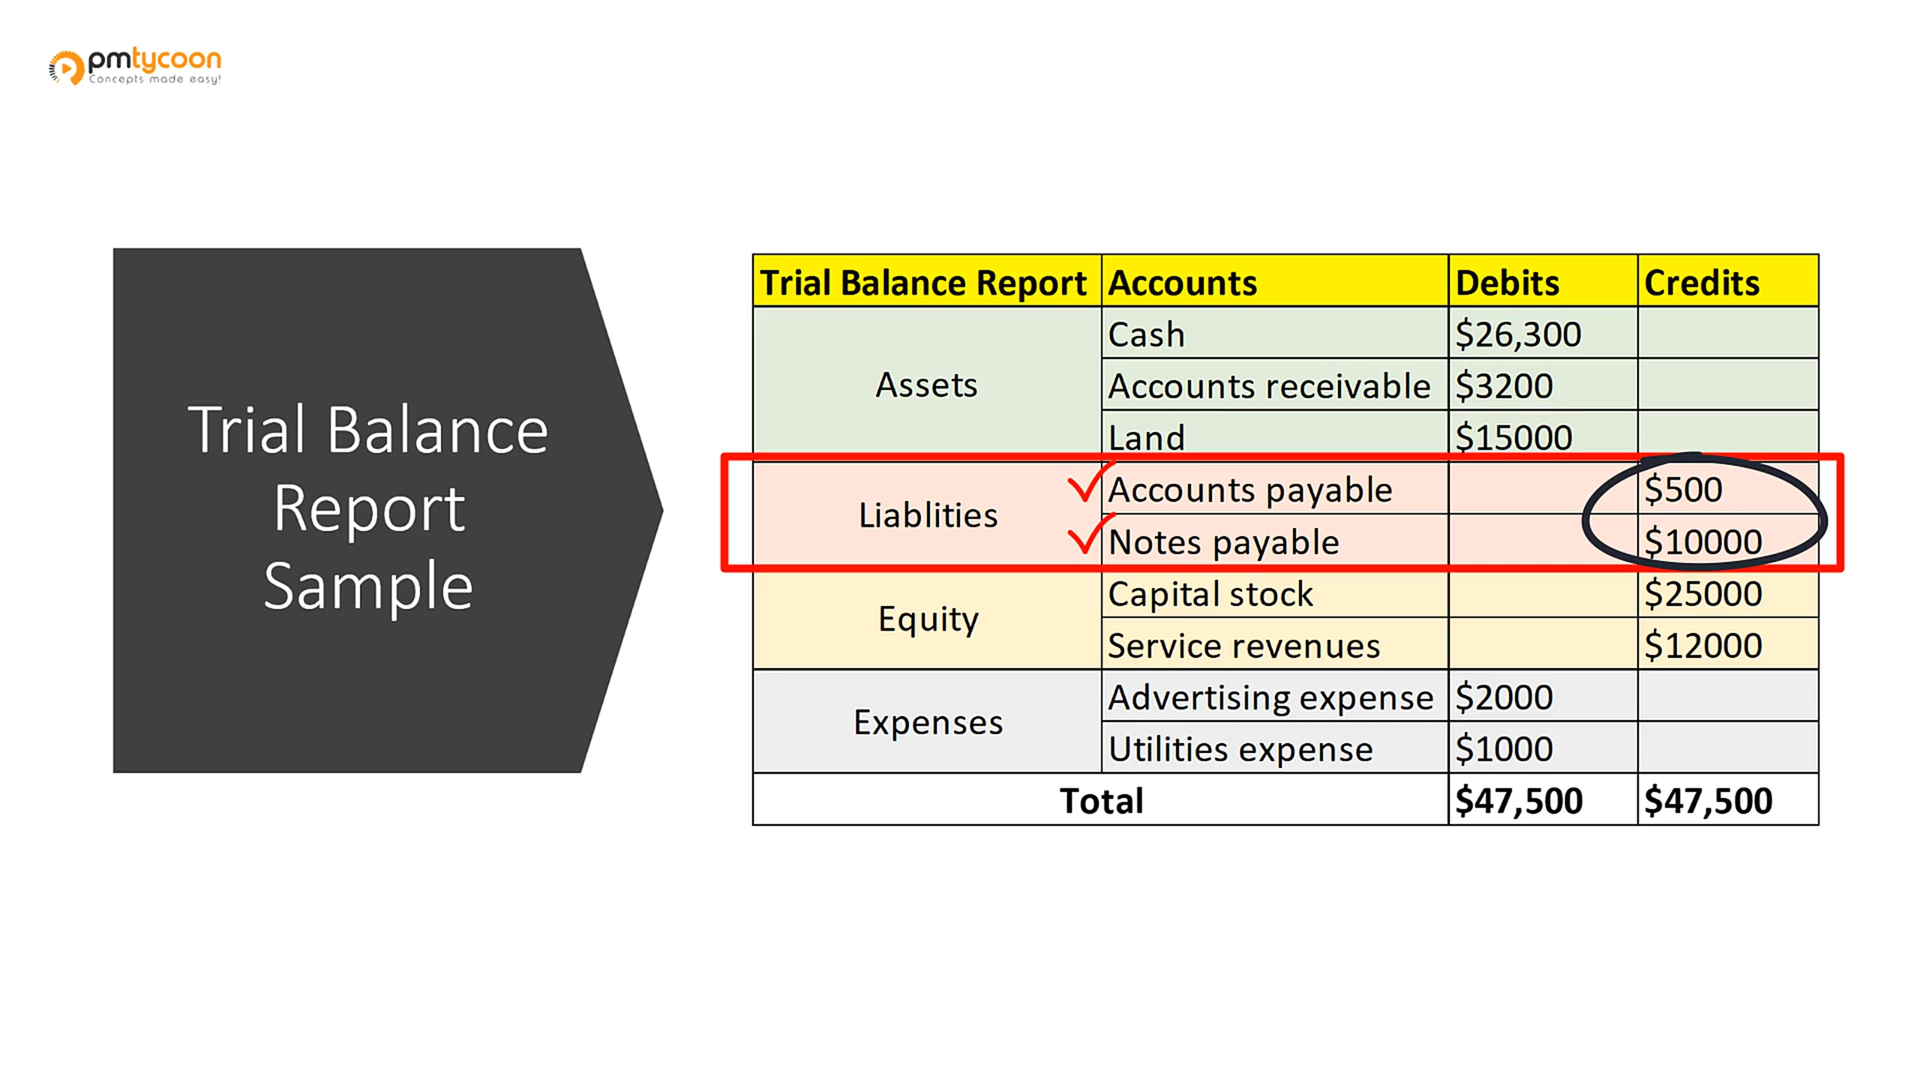 pmtycoon
Concepts made easy!
Trial Balance
Report
Sample
Trial Balance Report Accounts Debits Credits
Assets
Cash $26,300
Accounts receivable $3200
Land $15000
Liablities
Accounts payable $500
Notes payable $10000
Equity
Capital stock $25000
Service revenues $12000
Expenses
Advertising expense $2000
Utilities expense $1000
Total $47,500 $47,500